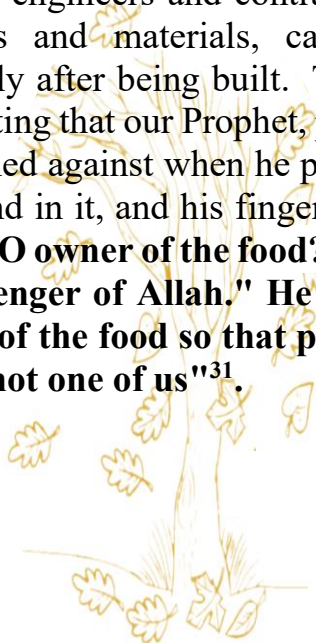 engineers and contr
s and materials, ca
ly after being built. T
ting that our Prophet, p
ned against when he p
nd in it, and his finger
O owner of the food?
enger of Allah." He
of the food so that p
not one of us"31.